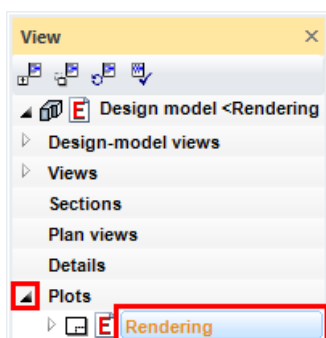 View
E Design model <Rendering
Design-model views
Views
Sections
Plan views
Details
Plots
E Rendering